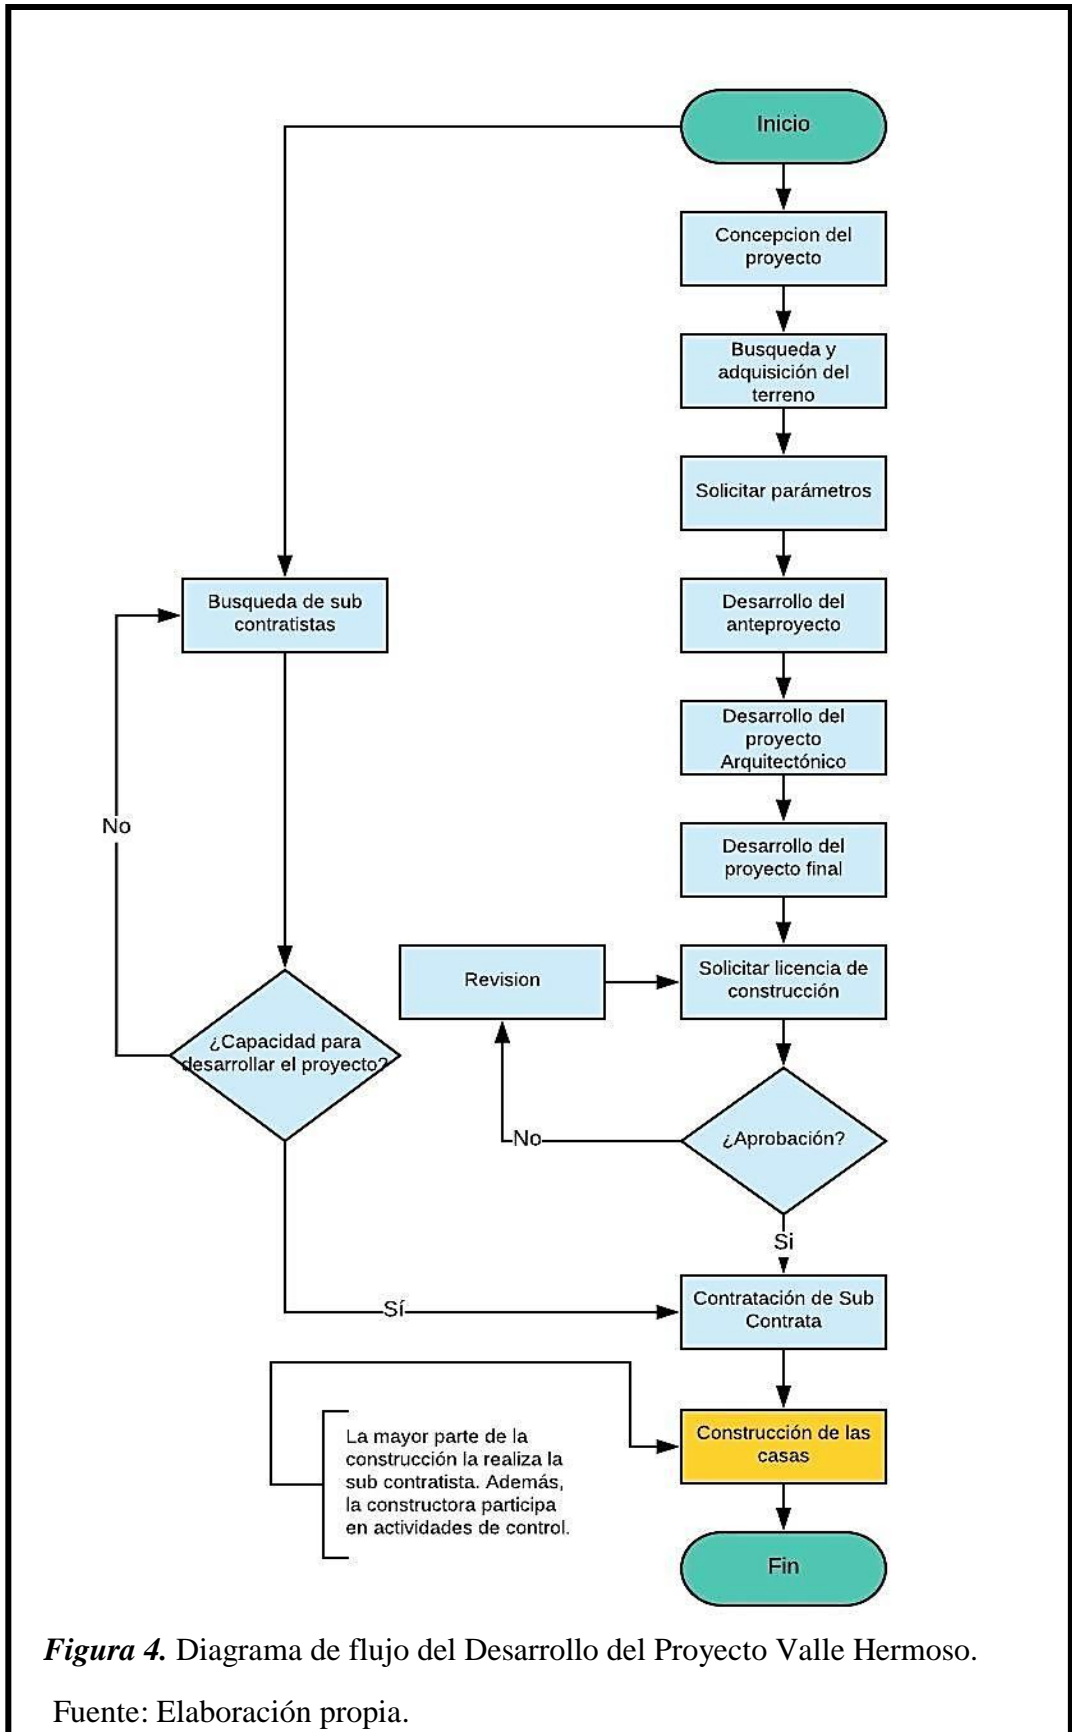 Inicio
Concepcion del
proyecto
Busqueda y
adquisición del
terreno
Solicitar parámetros
Busqueda de sub
contratistas
Desarrollo del
anteproyecto
Desarrollo del
proyecto
Arquitectónico
No
Desarrollo del
proyecto final
Revision
Solicitar licencia de
construcción
¿Capacidad para
desarrollar el proyecto?
No
¿Aprobación?
Si
Sí
Contratación de Sub
Contrata
La mayor parte de la
construcción la realiza la
sub contratista. Además,
la constructora participa
en actividades de control.
Construcción de las
casas
Fin
Figura 4. Diagrama de flujo del Desarrollo del Proyecto Valle Hermoso.
Fuente: Elaboración propia.